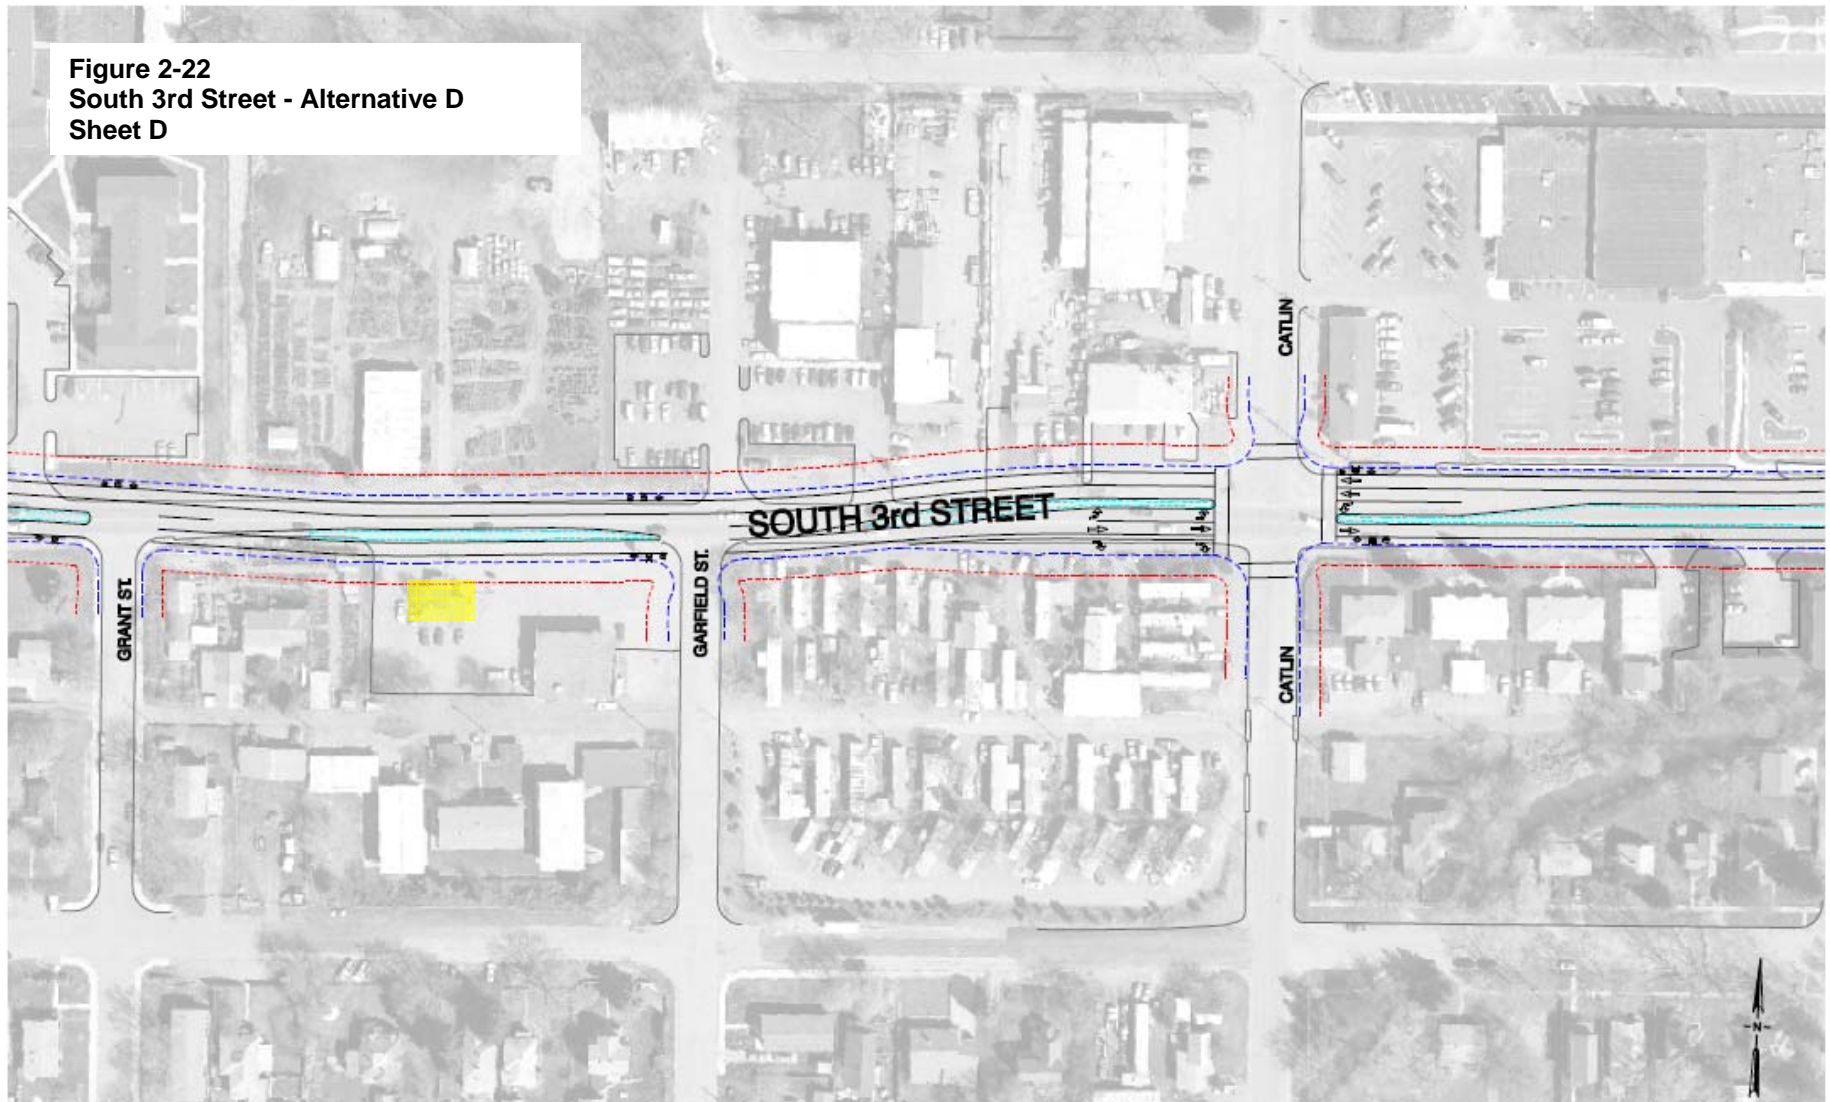 Figure 2-22
South 3rd Street - Alternative D
Sheet D
CATLIN
SOUTH 3rd STREET
GRANT ST.
GARFIELD ST.
CATLIN
N